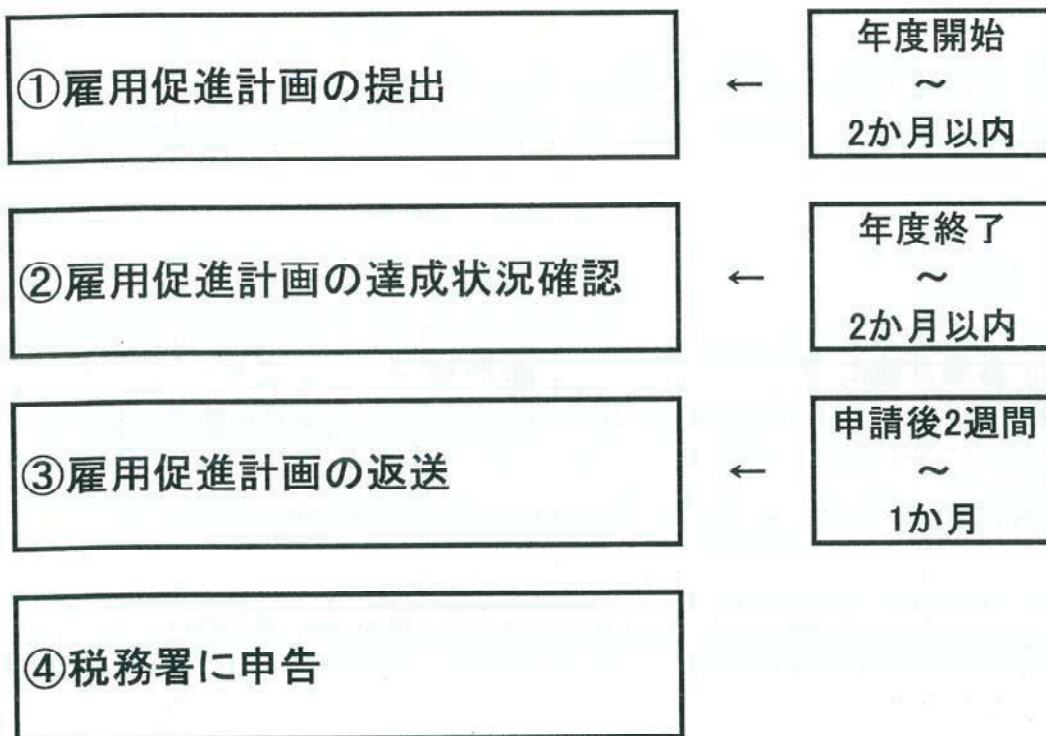 ①雇用促進計画の提出
←
年度開始
～
2か月以内
②雇用促進計画の達成状況確認
←
年度終了
～
2か月以内
③雇用促進計画の返送
←
申請後2週間
～
1か月
④税務署に申告